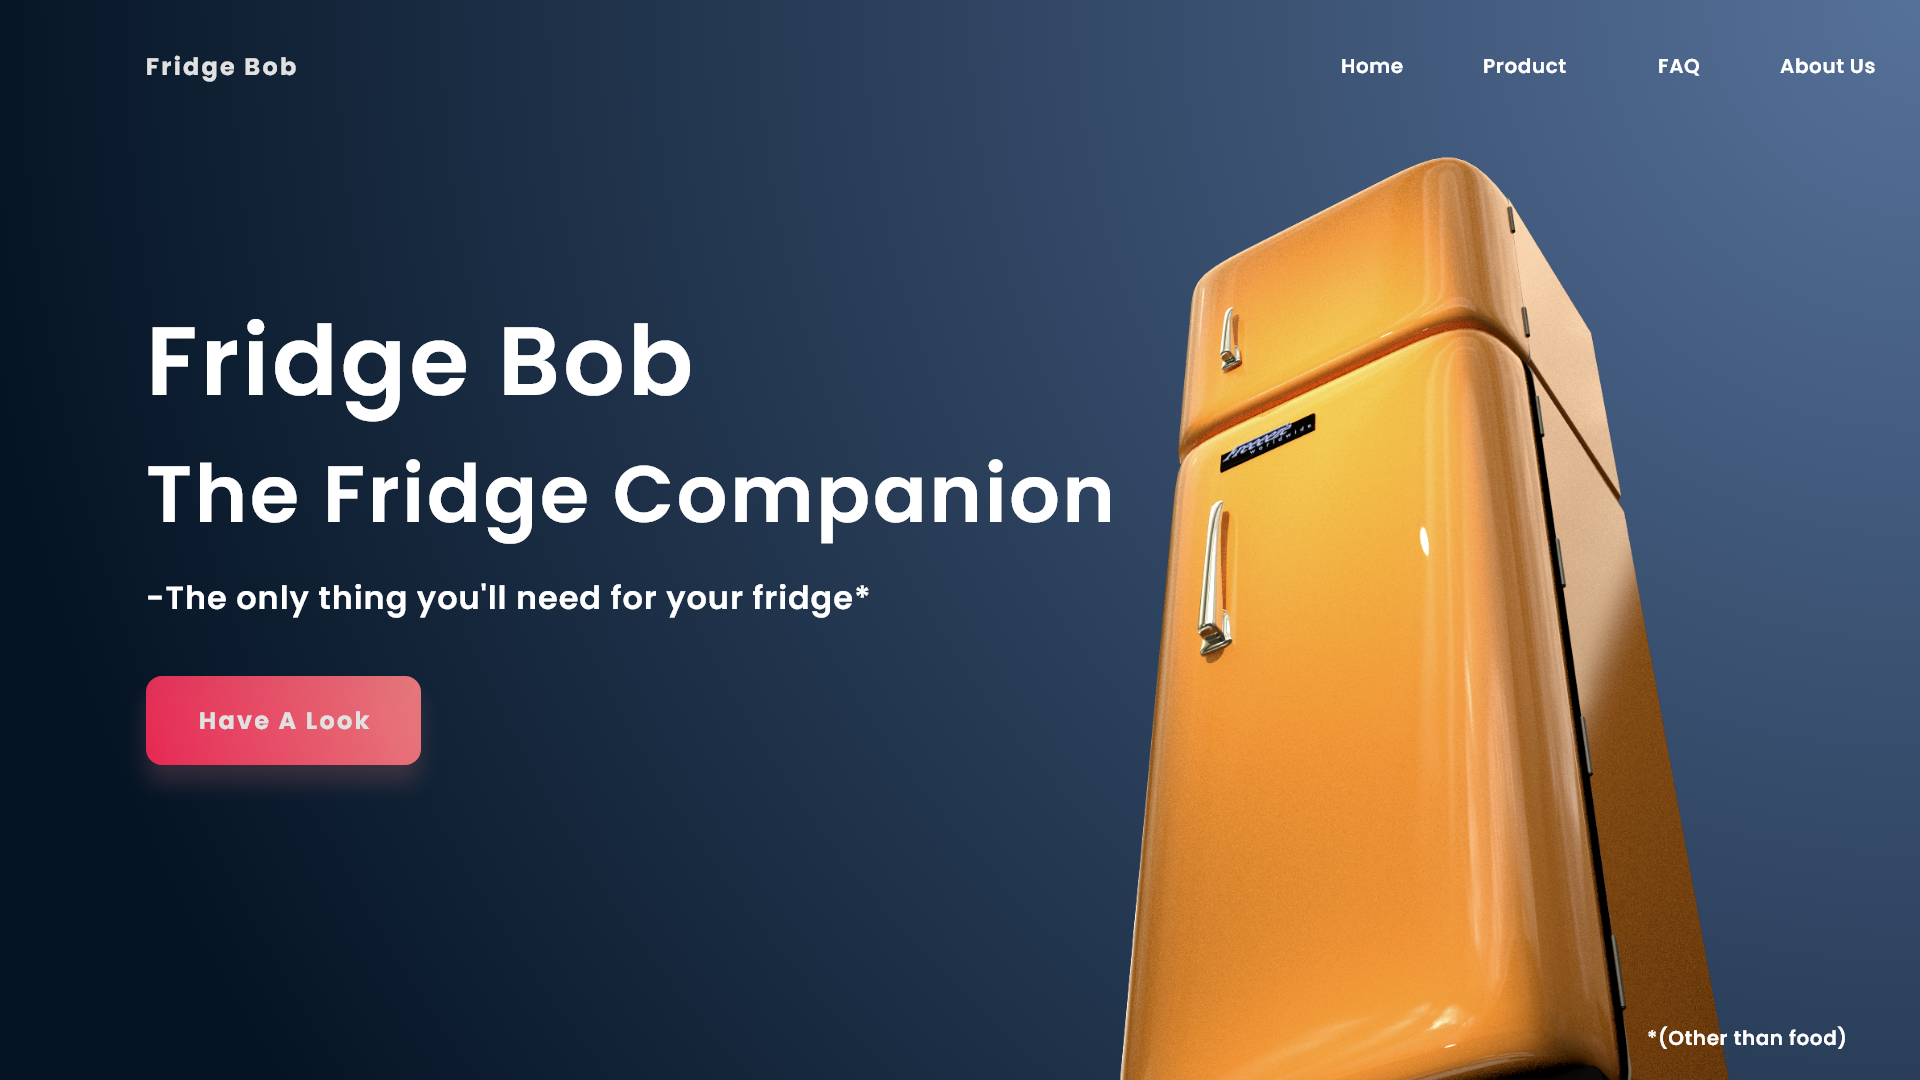 Fridge Bob
Home Product FAQ About Us
Fridge Bob
The Fridge Companion
-The only thing you'll need for your fridge*
Have A Look
worldwide
*(Other than food)